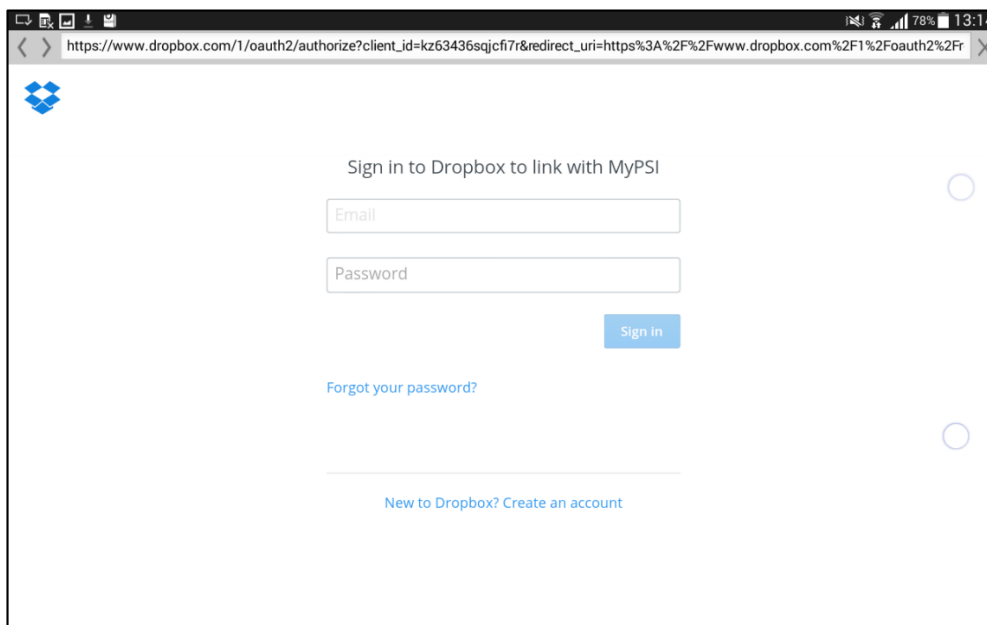 78% 13:14
https://www.dropbox.com/1/oauth2/authorize?client_id=kz63436sqjcfi7r&redirect_uri=https%3A%2F%2Fwww.dropbox.com%2F1%2Foauth2%2Fr
Sign in to Dropbox to link with MyPSI
Email
Password
Sign in
Forgot your password?
New to Dropbox? Create an account